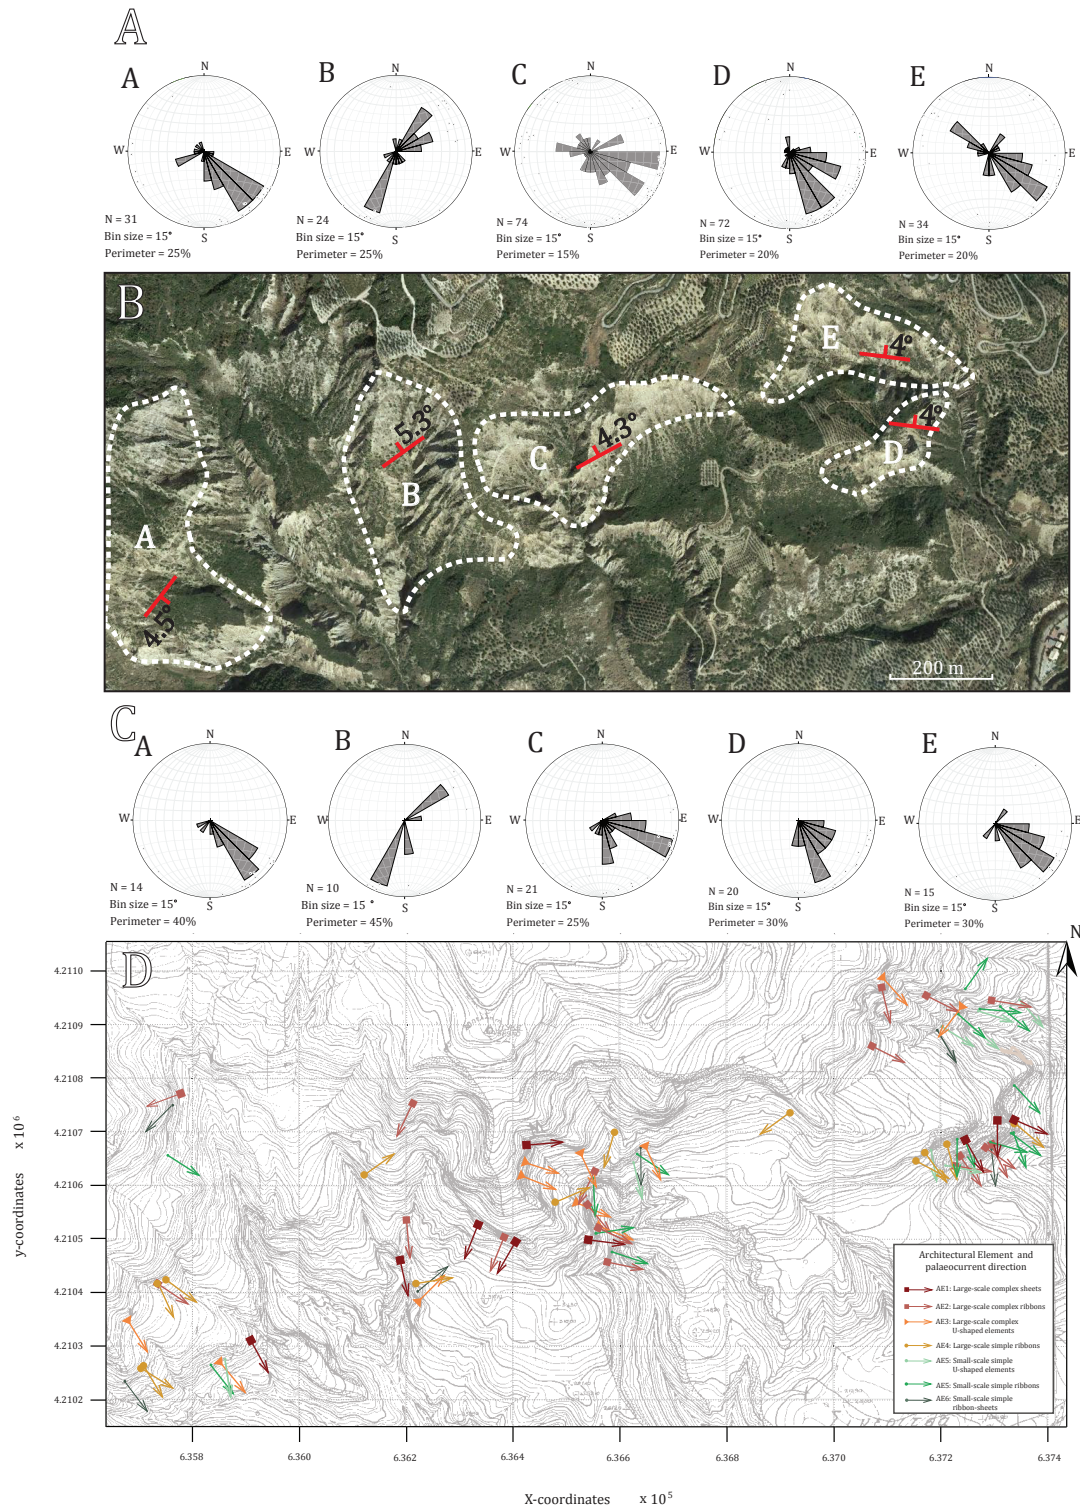 A
A
B
C
D
E
N
W
E
S
N
W
E
S
N
W
E
S
N
W
E
S
N
W
E
S
N = 31
Bin size = 15°
Perimeter = 25%
N = 24
Bin size = 15°
Perimeter = 25%
N = 74
Bin size = 15°
Perimeter = 15%
N = 72
Bin size = 15°
Perimeter = 20%
N = 34
Bin size = 15°
Perimeter = 20%
B
A
4.5°
5.3°
B
C
4.3°
E
4°
4°
D
200 m
C
A
B
C
D
E
N
W
E
S
N
W
E
S
N
W
E
S
N
W
E
S
N
W
E
S
N = 14
Bin size = 15°
Perimeter = 40%
N = 10
Bin size = 15 °
Perimeter = 45%
N = 21
Bin size = 15°
Perimeter = 25%
N = 20
Bin size = 15°
Perimeter = 30%
N = 15
Bin size = 15°
Perimeter = 30%
N
D
4.2110
4.2109
4.2108
4.2107
4.2106
4.2105
4.2104
4.2103
4.2102
y-coordinates x 10⁶
Architectural Element and
palaeocurrent direction
AE1: Large-scale complex sheets
AE2: Large-scale complex ribbons
AE3: Large-scale complex
U-shaped elements
AE4: Large-scale simple ribbons
AE5: Small-scale simple
U-shaped elements
AE5: Small-scale simple ribbons
AE6: Small-scale simple
ribbon-sheets
6.358
6.360
6.362
6.364
6.366
6.370
6.372
6.374
X-coordinates x 10⁵